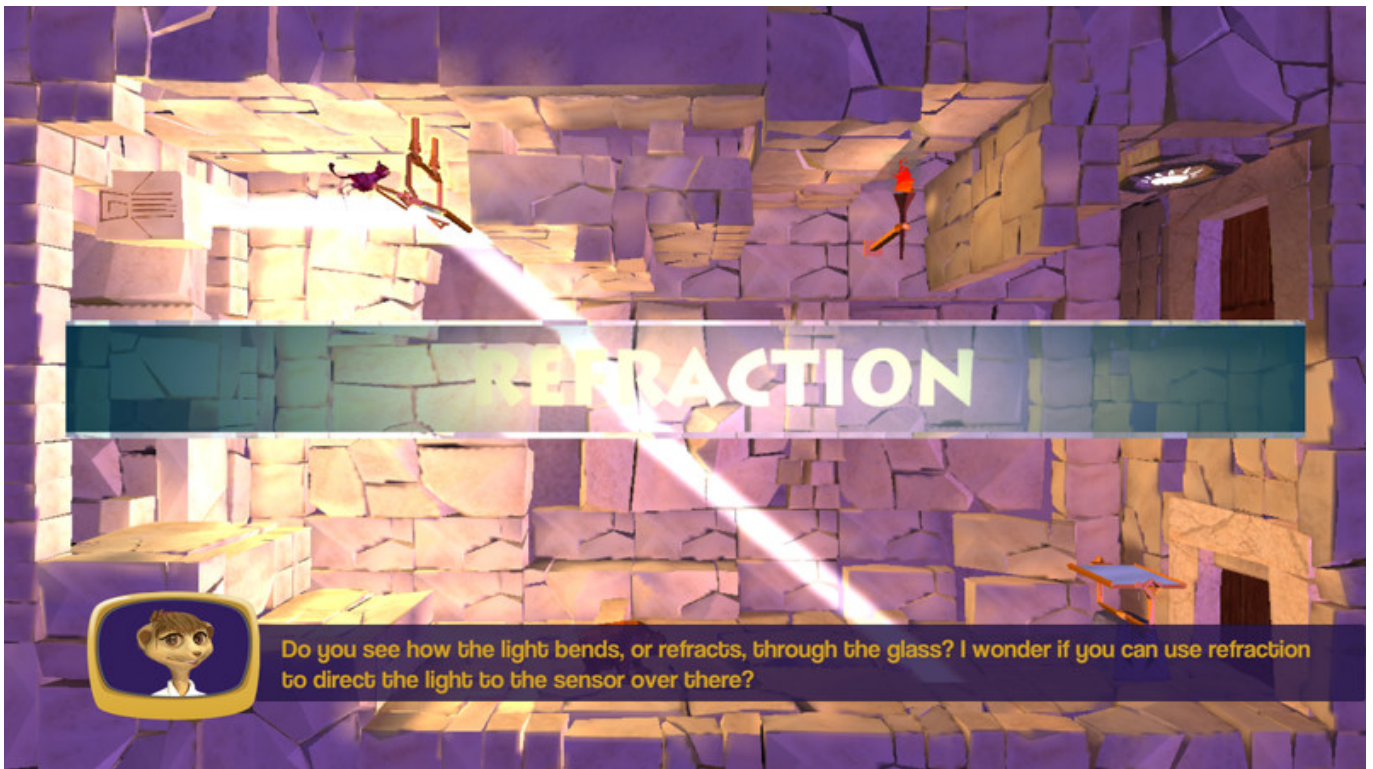 REFRACTION
Do you see how the light bends, or refracts, through the glass? I wonder if you can use refraction
to direct the light to the sensor over there?